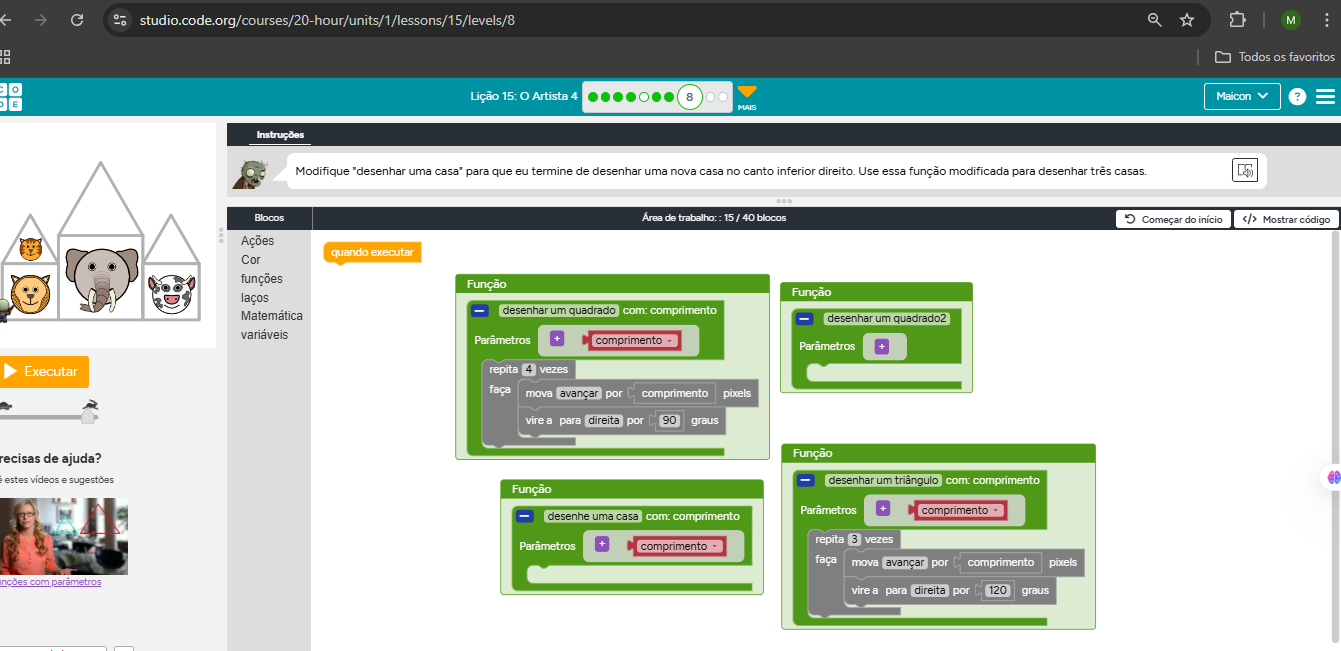 studio.code.org/courses/20-hour/units/1/lessons/15/levels/8
M
Todos os favoritos
C O
D E
Lição 15: O Artista 4
8
MAIS
Maicon
?
Instruções
Modifique "desenhar uma casa" para que eu termine de desenhar uma nova casa no canto inferior direito. Use essa função modificada para desenhar três casas.
Blocos
Área de trabalho: : 15 / 40 blocos
Começar do início
</> Mostrar código
Ações
Cor
funções
laços
Matemática
variáveis
quando executar
Função
desenhar um quadrado com: comprimento
Parâmetros + comprimento
repita 4 vezes
faça mova avançar por comprimento pixels
vire a para direita por 90 graus
Função
desenhar um quadrado2
Parâmetros +
Função
desenhe uma casa com: comprimento
Parâmetros + comprimento
Função
desenhar um triângulo com: comprimento
Parâmetros + comprimento
repita 3 vezes
faça mova avançar por comprimento pixels
vire a para direita por 120 graus
Executar
recisas de ajuda?
é estes vídeos e sugestões
unções com parâmetros